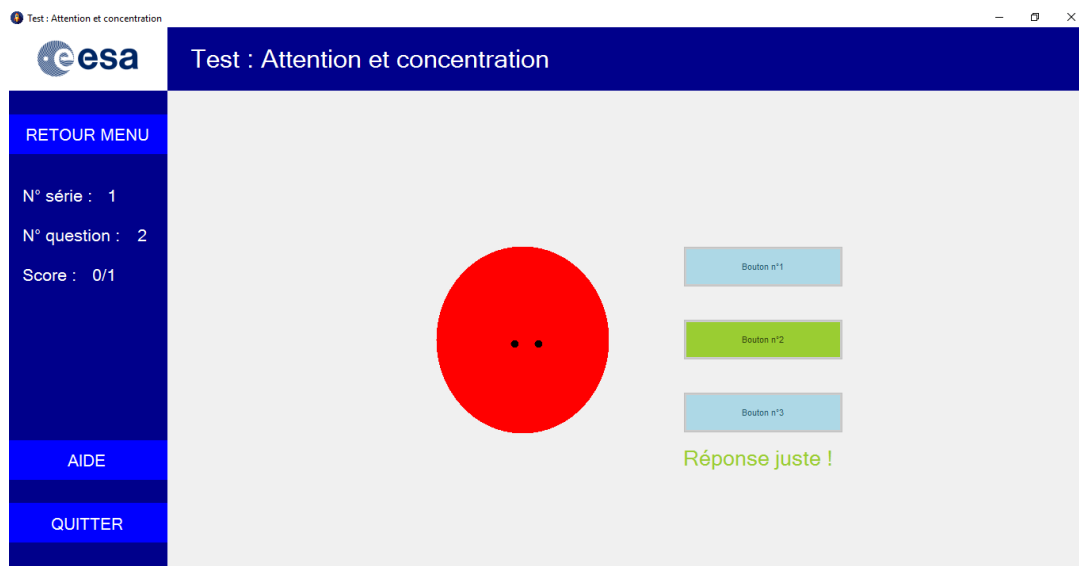 Test : Attention et concentration
esa
Test : Attention et concentration
RETOUR MENU
N° série : 1
N° question : 2
Score : 0/1
AIDE
QUITTER
Bouton n°1
Bouton n°2
Bouton n°3
Réponse juste !